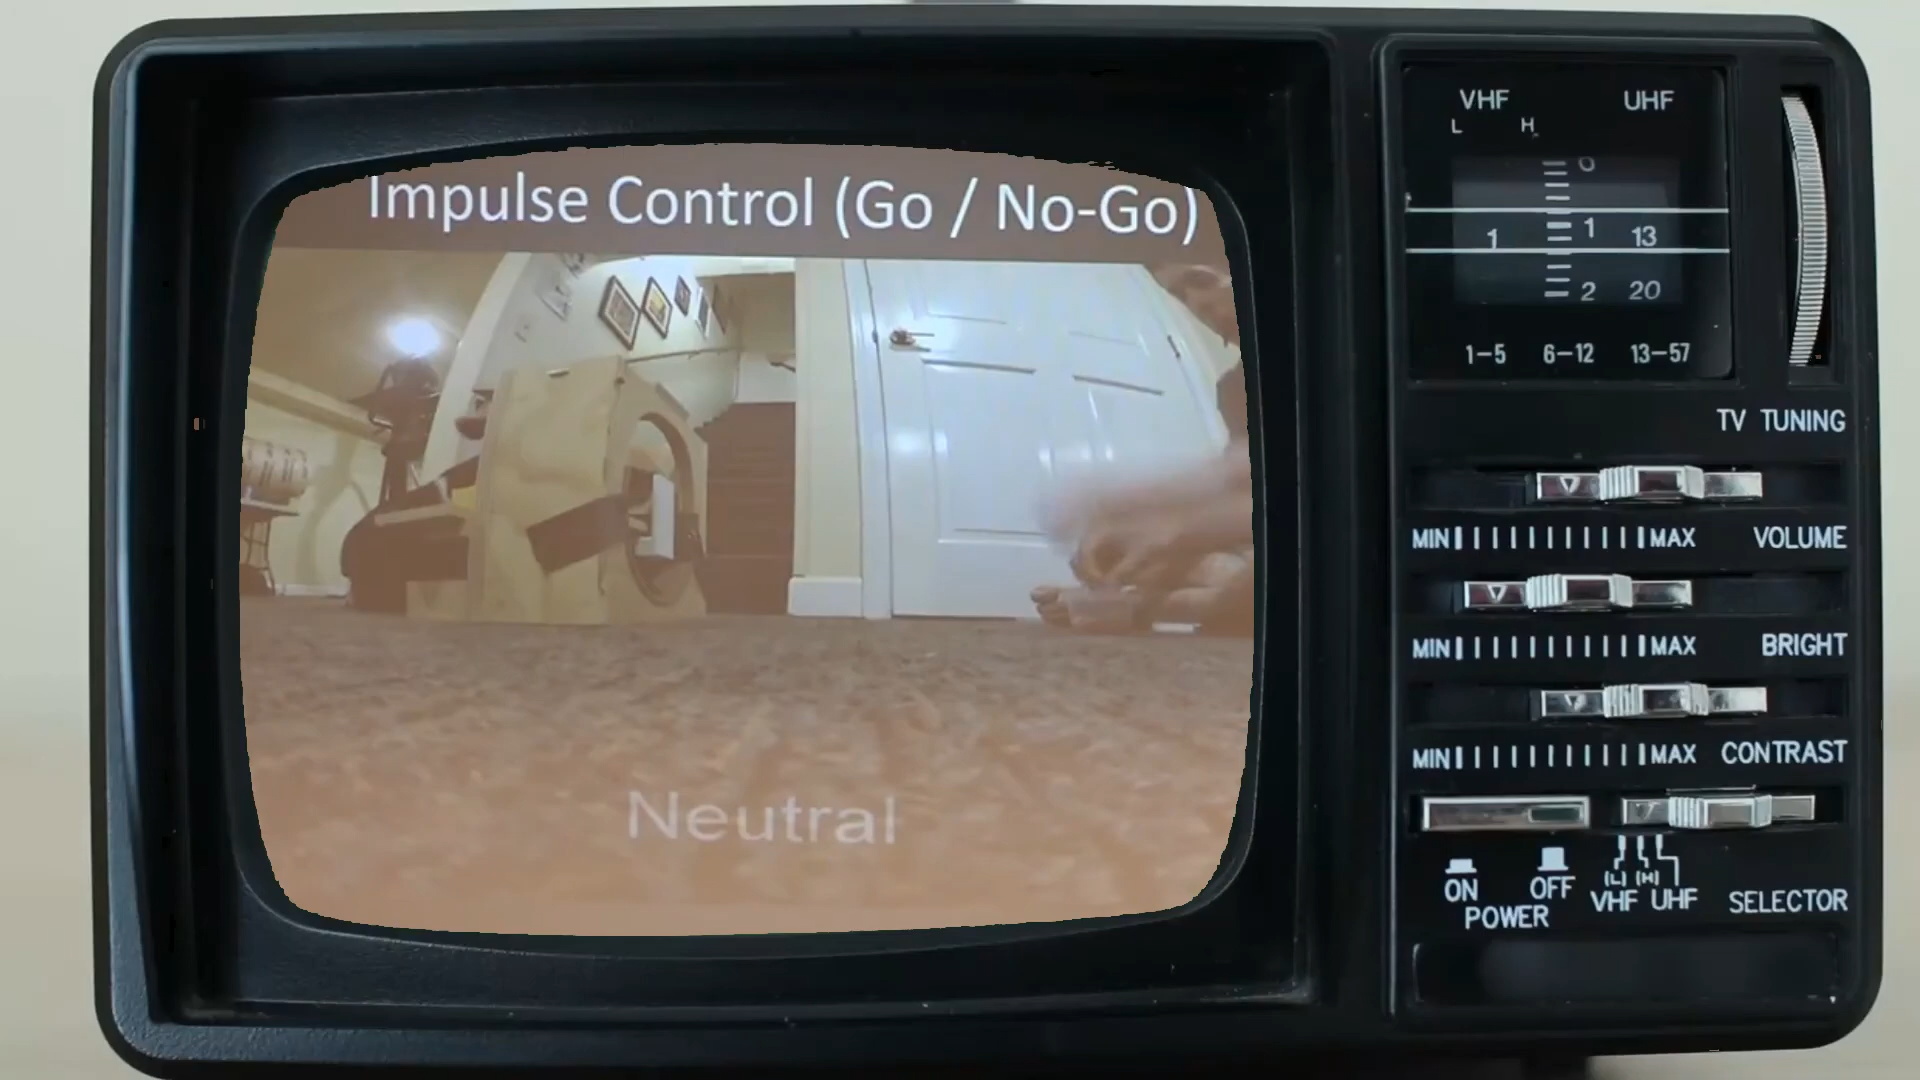 Impulse Control (Go / No-Go)
Neutral
VHF UHF
L H
0
1 1 13
2 20
1-5 6-12 13-57
TV TUNING
MIN MAX VOLUME
MIN MAX BRIGHT
MIN MAX CONTRAST
ON OFF
POWER
(L) (H)
VHF UHF
SELECTOR